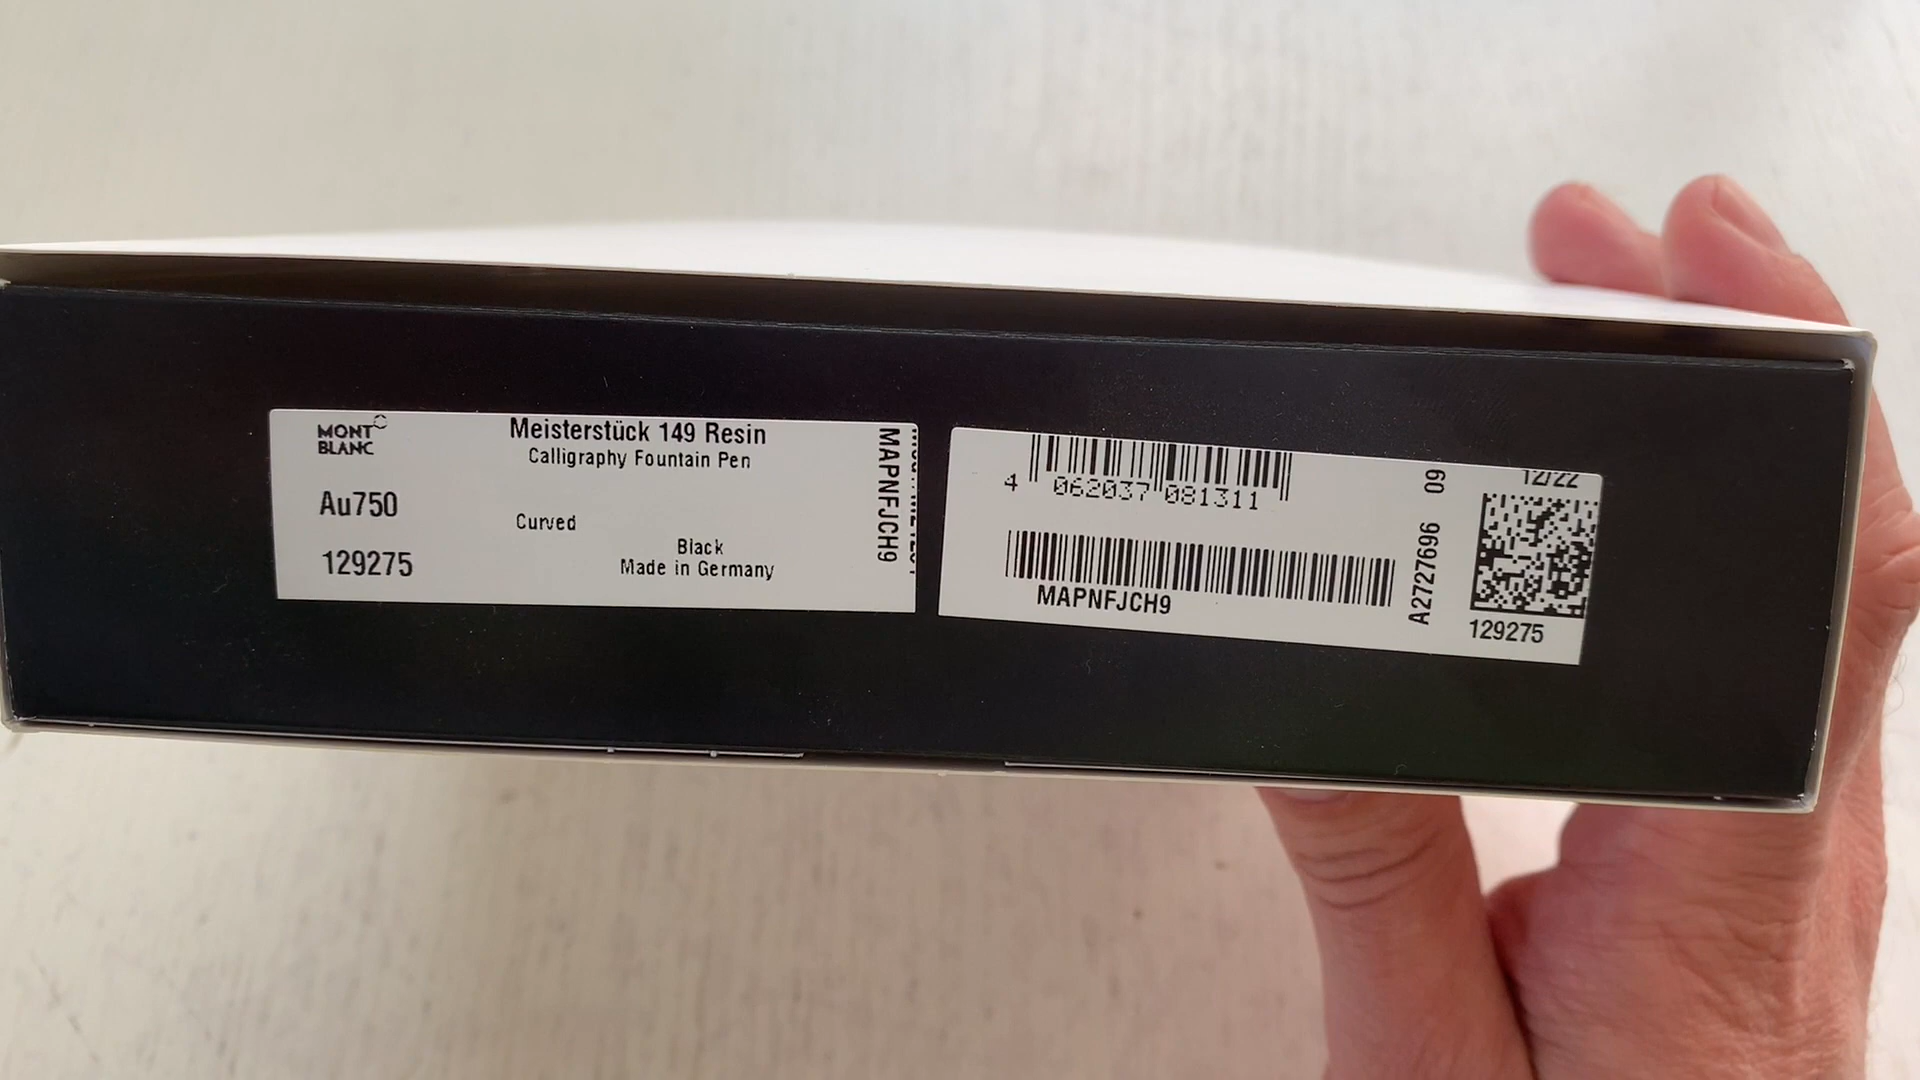 MONT
BLANC
Meisterstück 149 Resin
Calligraphy Fountain Pen
Au750
Curved
129275
Black
Made in Germany
MAPNFJCH9
4 062037 081311
MAPNFJCH9
A2727696 09
12/22
129275